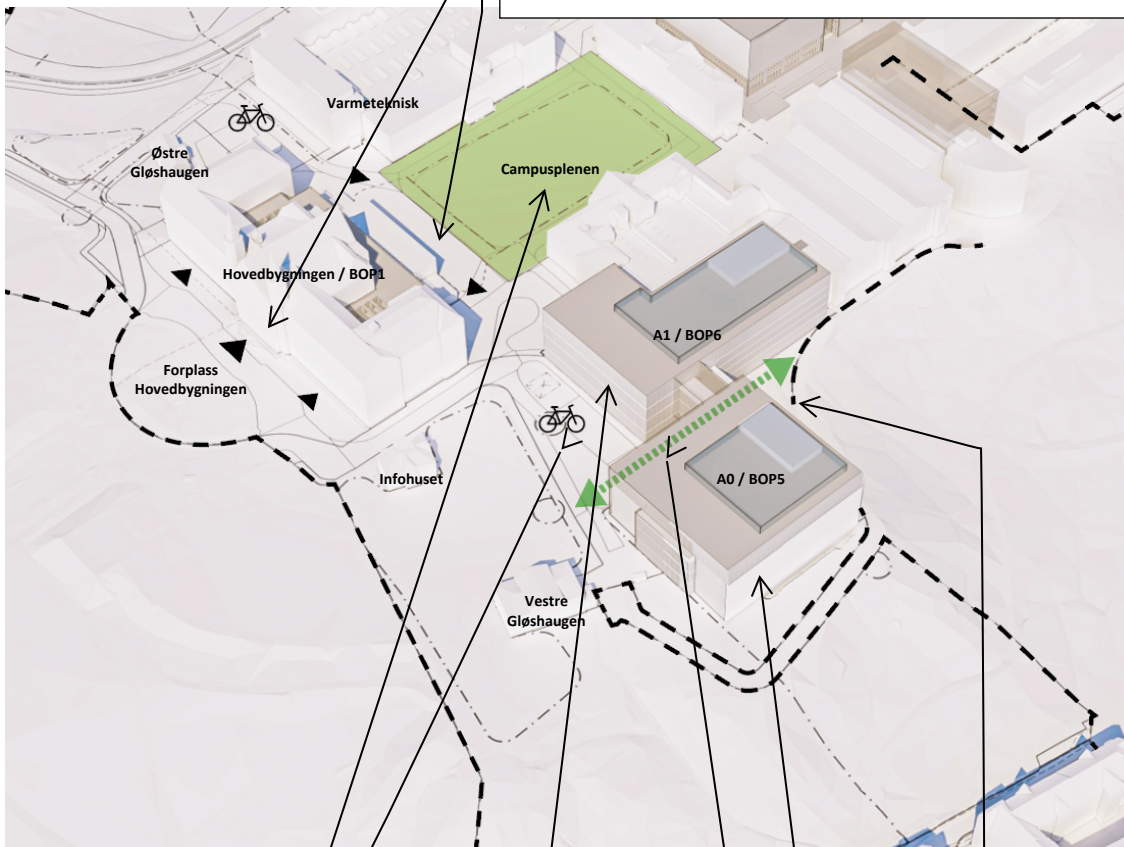 Varmeteknisk
Østre
Gløshaugen
Campusplenen
Hovedbygningen / BOP1
A1 / BOP6
Forplass
Hovedbygningen
Infohuset
A0 / BOP5
Vestre
Gløshaugen